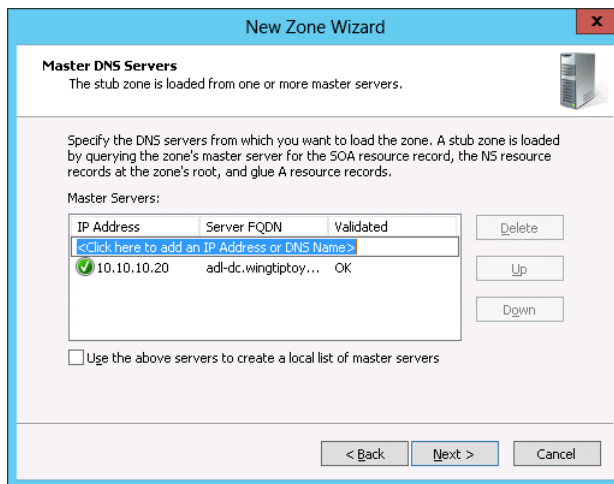 New Zone Wizard
x
Master DNS Servers
The stub zone is loaded from one or more master servers.
Specify the DNS servers from which you want to load the zone. A stub zone is loaded
by querying the zone's master server for the SOA resource record, the NS resource
records at the zone's root, and glue A resource records.
Master Servers:
IP Address Server FQDN Validated
<Click here to add an IP Address or DNS Name>
10.10.10.20 adl-dc.wingtiptoy... OK
Delete
Up
Down
Use the above servers to create a local list of master servers
< Back Next > Cancel